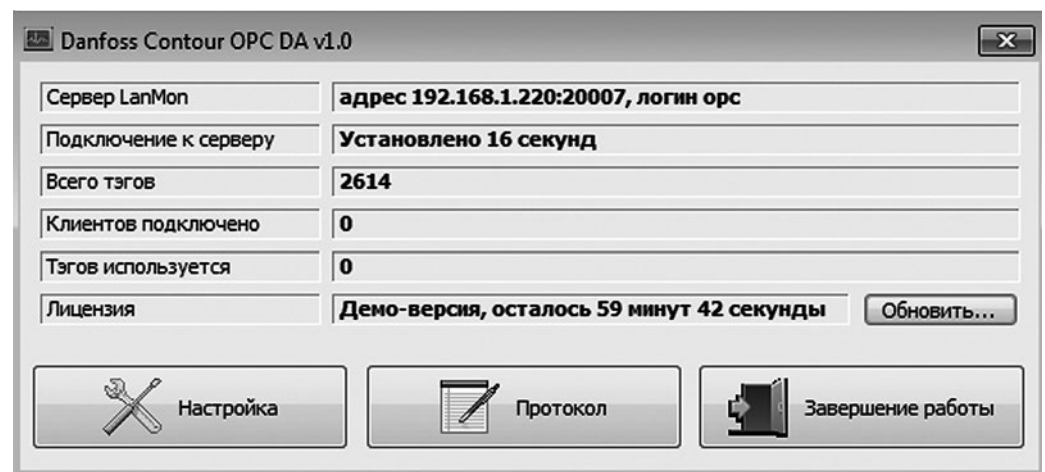 Danfoss Contour OPC DA v1.0
Сервер LanMon адрес 192.168.1.220:20007, логин opc
Подключение к серверу Установлено 16 секунд
Всего тэгов 2614
Клиентов подключено 0
Тэгов используется 0
Лицензия Демо-версия, осталось 59 минут 42 секунды Обновить...
Настройка Протокол Завершение работы